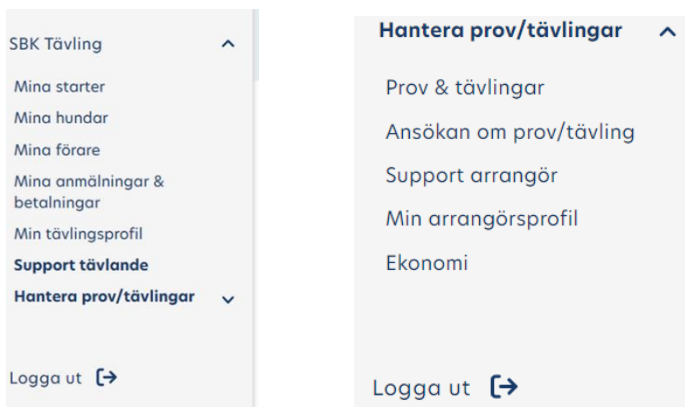 SBK Tävling
Mina starter
Mina hundar
Mina förare
Mina anmälningar &
betalningar
Min tävlingsprofil
Support tävlande
Hantera prov/tävlingar
Logga ut
Hantera prov/tävlingar
Prov & tävlingar
Ansökan om prov/tävling
Support arrangör
Min arrangörsprofil
Ekonomi
Logga ut